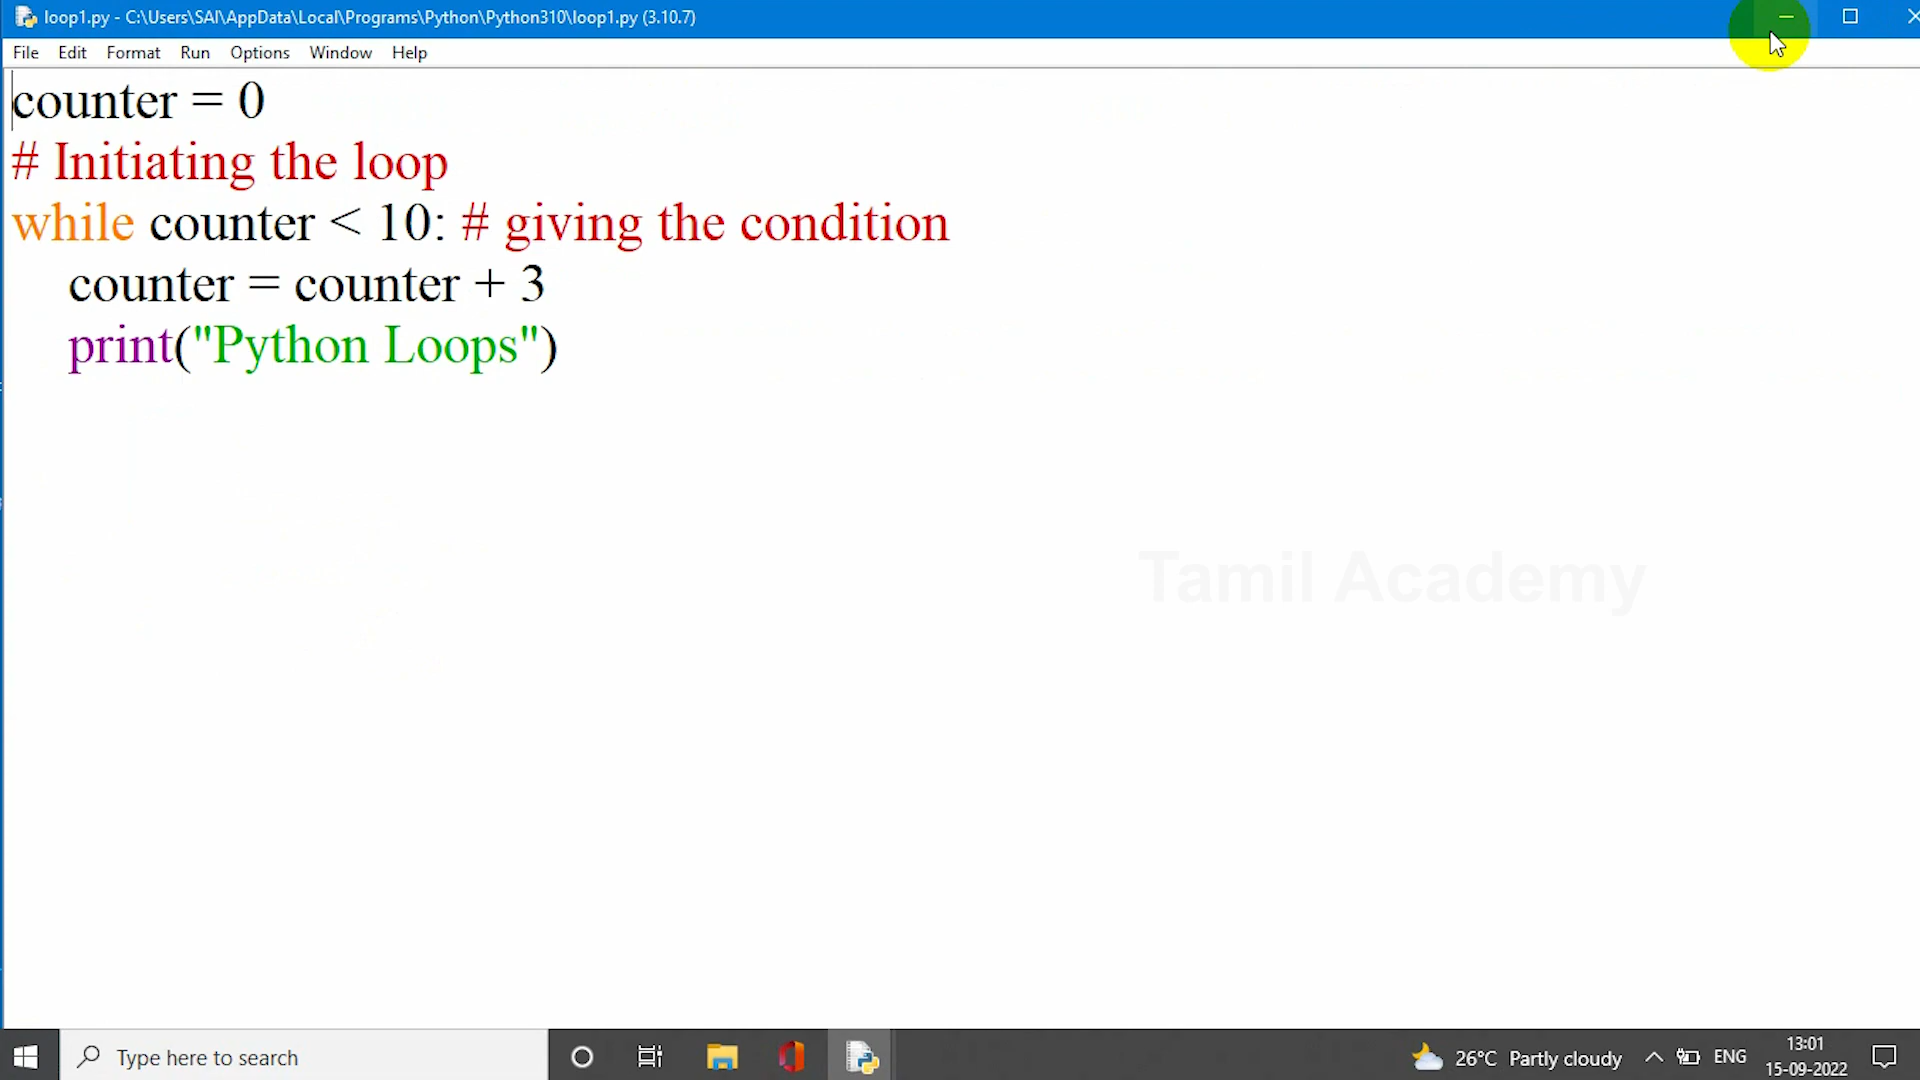 loop1.py - C:\Users\SAI\AppData\Local\Programs\Python\Python310\loop1.py (3.10.7)
File Edit Format Run Options Window Help
counter = 0
# Initiating the loop
while counter < 10: # giving the condition
    counter = counter + 3
    print("Python Loops")
Tamil Academy
Type here to search
26°C Partly cloudy
ENG
13:01
15-09-2022